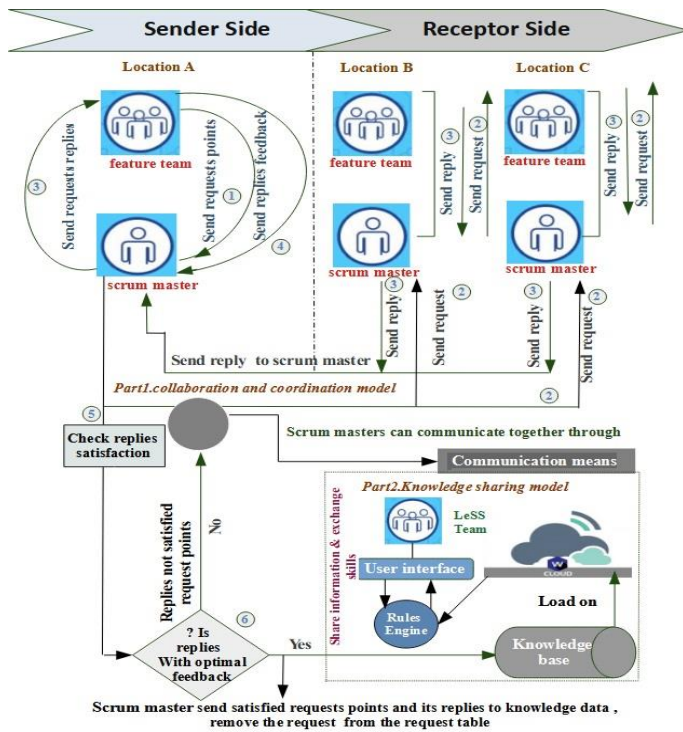 Sender Side
Receptor Side
Location A
Location B
Location C
feature team
feature team
feature team
3
Send requests replies
1
Send requests points
Send replies feedback
4
3
Send reply
2
Send request
3
Send reply
2
Send request
scrum master
scrum master
scrum master
3
Send reply
2
Send request
3
Send reply
2
Send request
Send reply to scrum master
Part1.collaboration and coordination model
2
5
Check replies
satisfaction
Scrum masters can communicate together through
Communication means
Part2.Knowledge sharing model
Share information & exchange
skills
LeSS
Team
User interface
Rules
Engine
W
CLOUD
Load on
Knowledge
base
Replies not satisfied
request points
No
6
? Is
replies
With optimal
feedback
Yes
Scrum master send satisfied requests points and its replies to knowledge data ,
remove the request from the request table